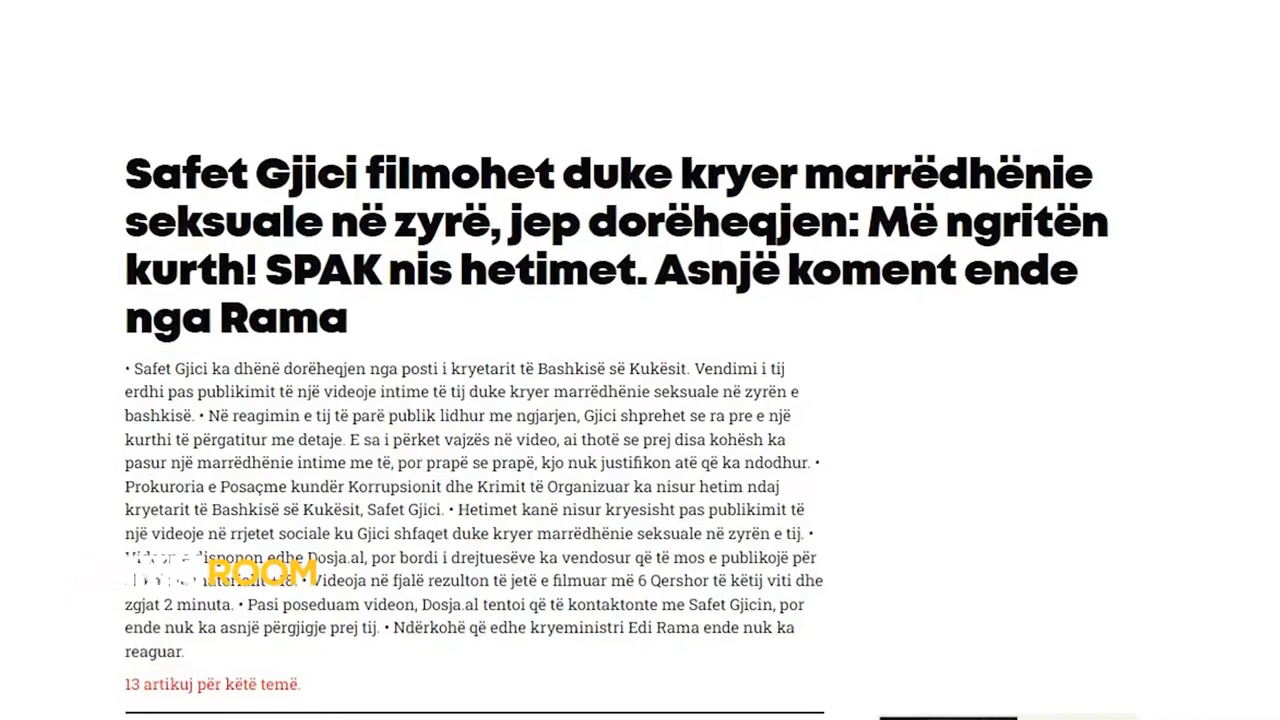 Safet Gjici filmohet duke kryer marrëdhënie
seksuale në zyrë, jep dorëheqjen: Më ngritën
kurth! SPAK nis hetimet. Asnjë koment ende
nga Rama
• Safet Gjici ka dhënë dorëheqjen nga posti i kryetarit të Bashkisë së Kukësit. Vendimi i tij
erdhi pas publikimit të një videoje intime të tij duke kryer marrëdhënie seksuale në zyrën e
bashkisë. • Në reagimin e tij të parë publik lidhur me ngjarjen, Gjici shprehet se ra pre e një
kurthi të përgatitur me detaje. E sa i përket vajzës në video, ai thotë se prej disa kohësh ka
pasur një marrëdhënie intime me të, por prapë se prapë, kjo nuk justifikon atë që ka ndodhur. •
Prokuroria e Posaçme kundër Korrupsionit dhe Krimit të Organizuar ka nisur hetim ndaj
kryetarit të Bashkisë së Kukësit, Safet Gjici. • Hetimet kanë nisur kryesisht pas publikimit të
një videoje në rrjetet sociale ku Gjici shfaqet duke kryer marrëdhënie seksuale në zyrën e tij. •
disponon edhe Dosja.al, por bordi i drejtuesëve ka vendosur që të mos e publikojë për
ROOM
Videoja në fjalë rezulton të jetë e filmuar më 6 Qershor të këtij viti dhe
zgjat 2 minuta. • Pasi poseduam videon, Dosja.al tentoi që të kontaktonte me Safet Gjicin, por
ende nuk ka asnjë përgjigje prej tij. • Ndërkohë që edhe kryeministri Edi Rama ende nuk ka
reaguar.
13 artikuj për këtë temë.